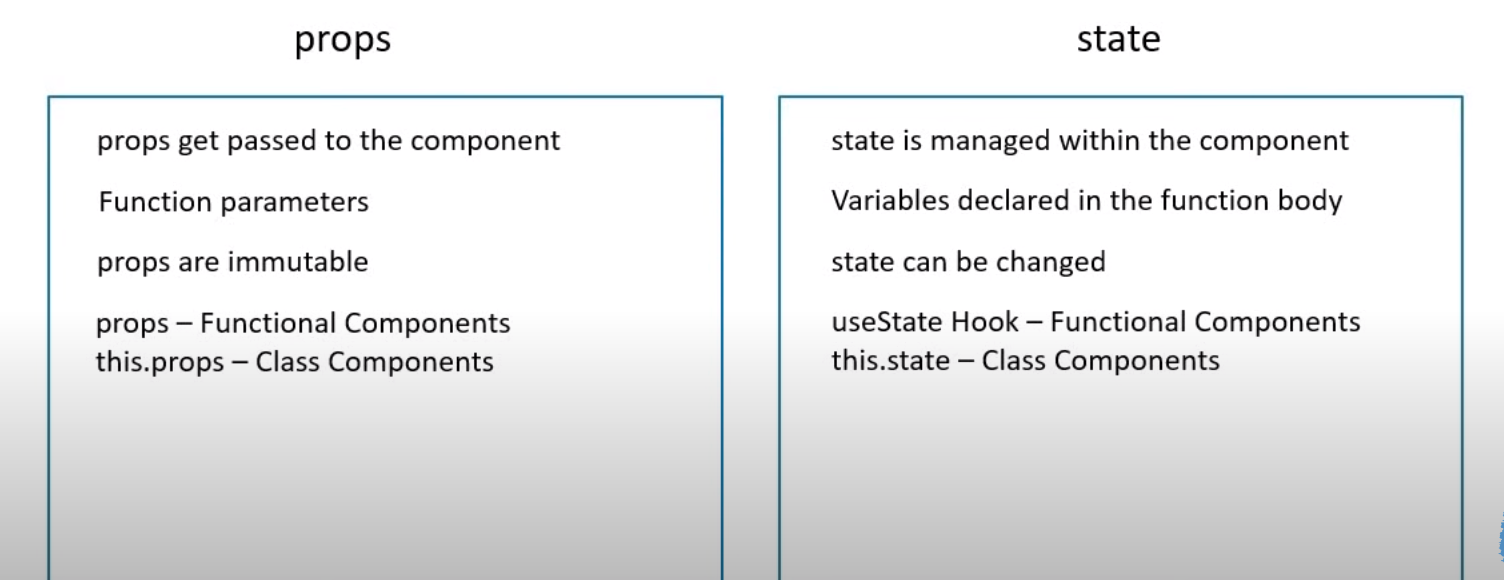 props
props get passed to the component
Function parameters
props are immutable
props – Functional Components
this.props – Class Components
state
state is managed within the component
Variables declared in the function body
state can be changed
useState Hook – Functional Components
this.state – Class Components